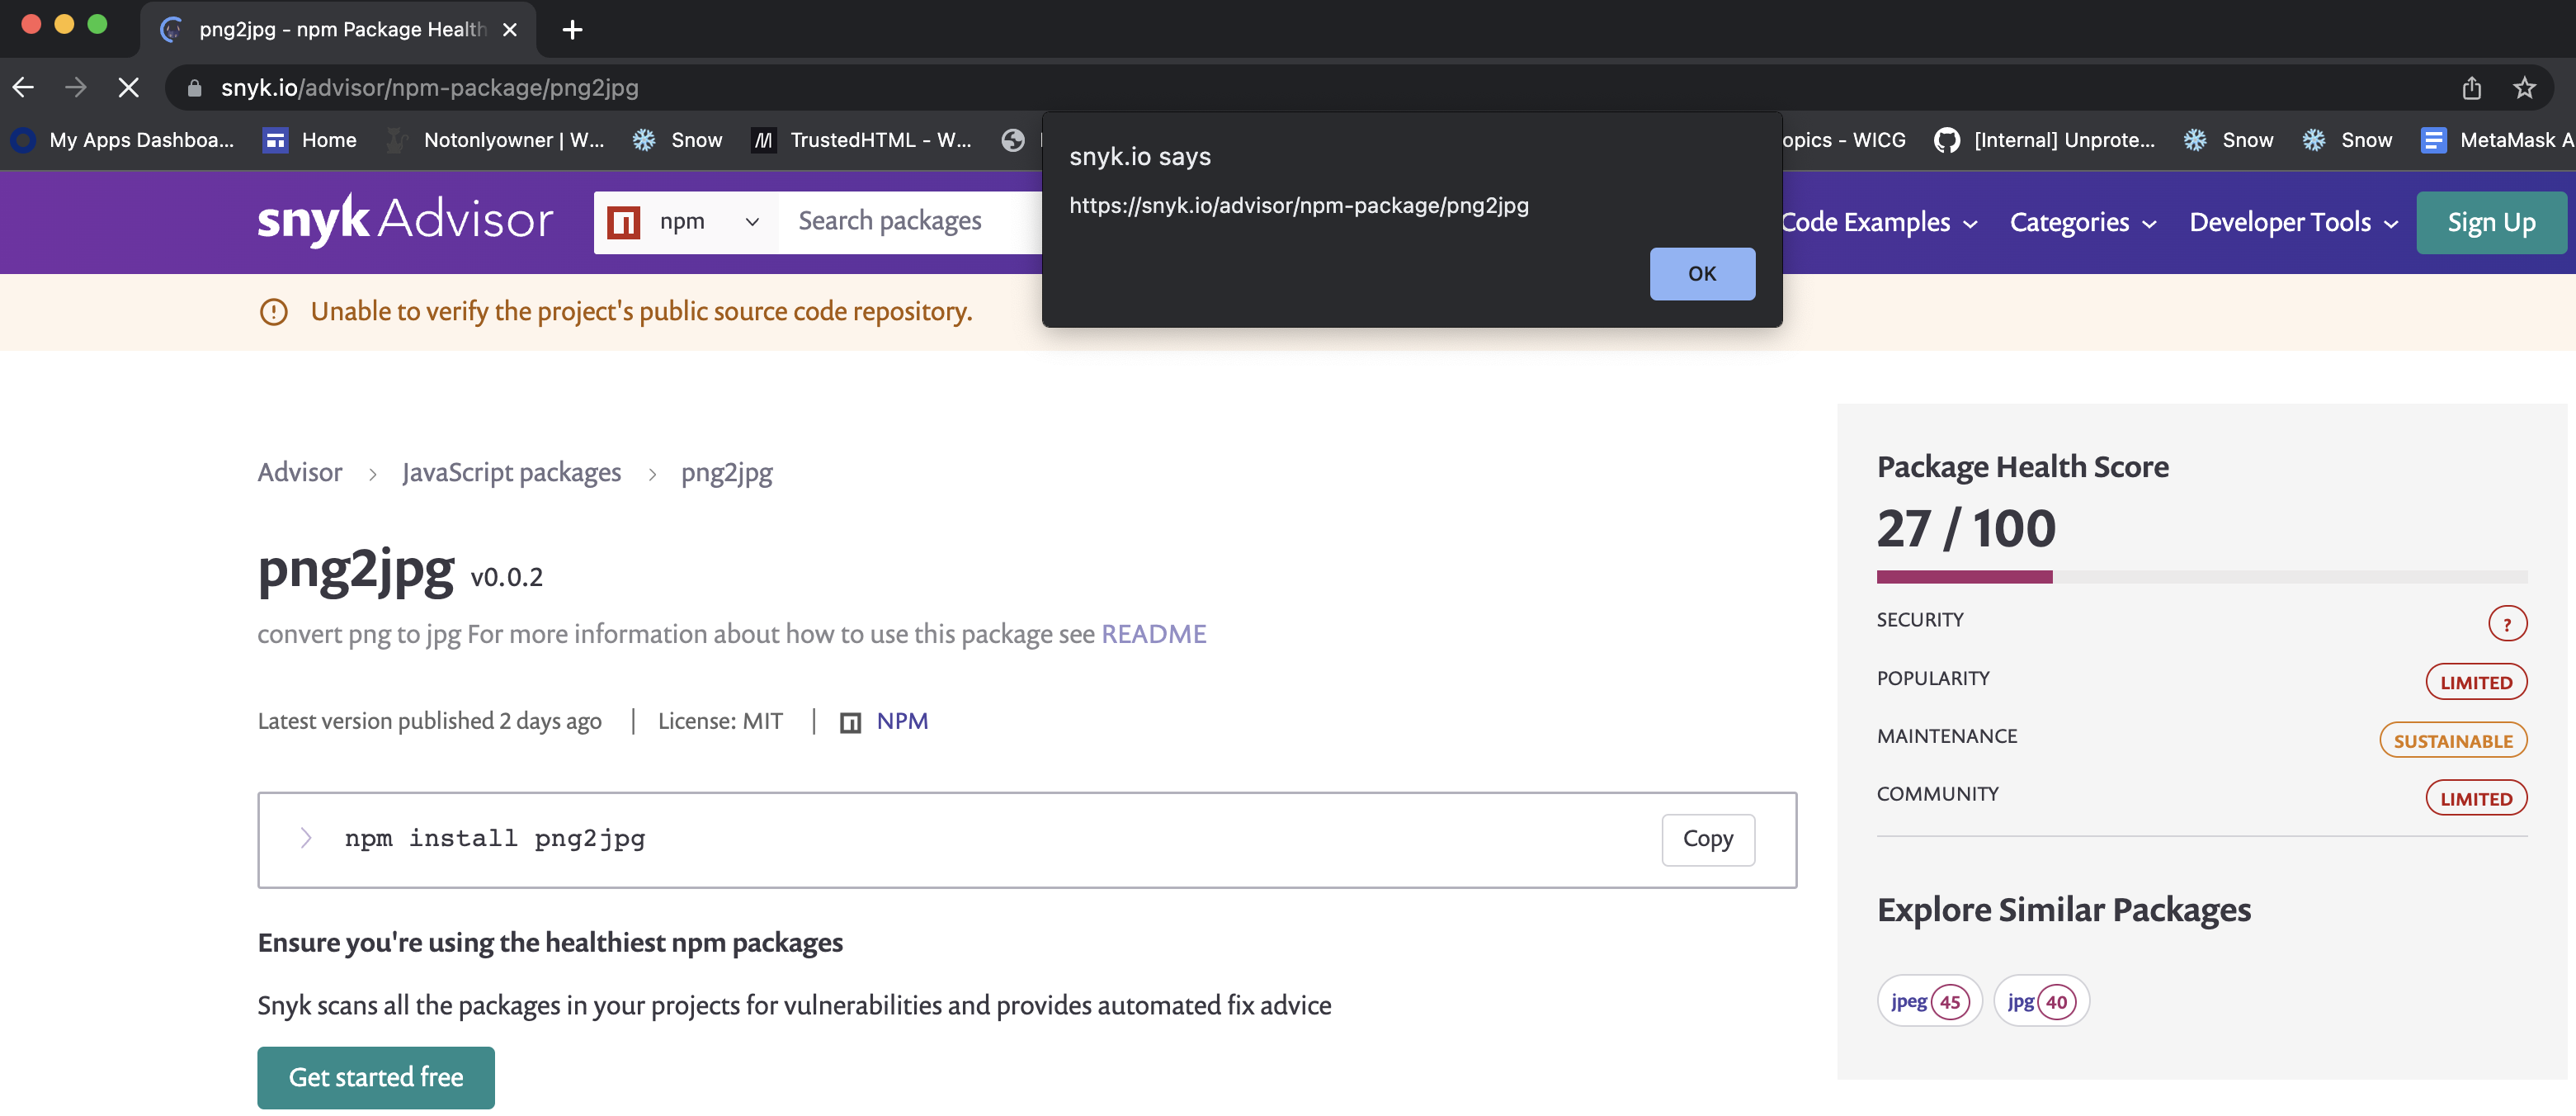 png2jpg - npm Package Health
snyk.io/advisor/npm-package/png2jpg
My Apps Dashboa...
Home
Notonlyowner | W...
Snow
TrustedHTML - W...
opics - WICG
[Internal] Unprote...
Snow
Snow
MetaMask A
snyk.io says
https://snyk.io/advisor/npm-package/png2jpg
OK
snyk Advisor
npm
Search packages
Code Examples
Categories
Developer Tools
Sign Up
Unable to verify the project's public source code repository.
Advisor > JavaScript packages > png2jpg
png2jpg v0.0.2
convert png to jpg For more information about how to use this package see README
Latest version published 2 days ago | License: MIT | NPM
npm install png2jpg
Copy
Ensure you're using the healthiest npm packages
Snyk scans all the packages in your projects for vulnerabilities and provides automated fix advice
Get started free
Package Health Score
27 / 100
SECURITY
?
POPULARITY
LIMITED
MAINTENANCE
SUSTAINABLE
COMMUNITY
LIMITED
Explore Similar Packages
jpeg 45
jpg 40